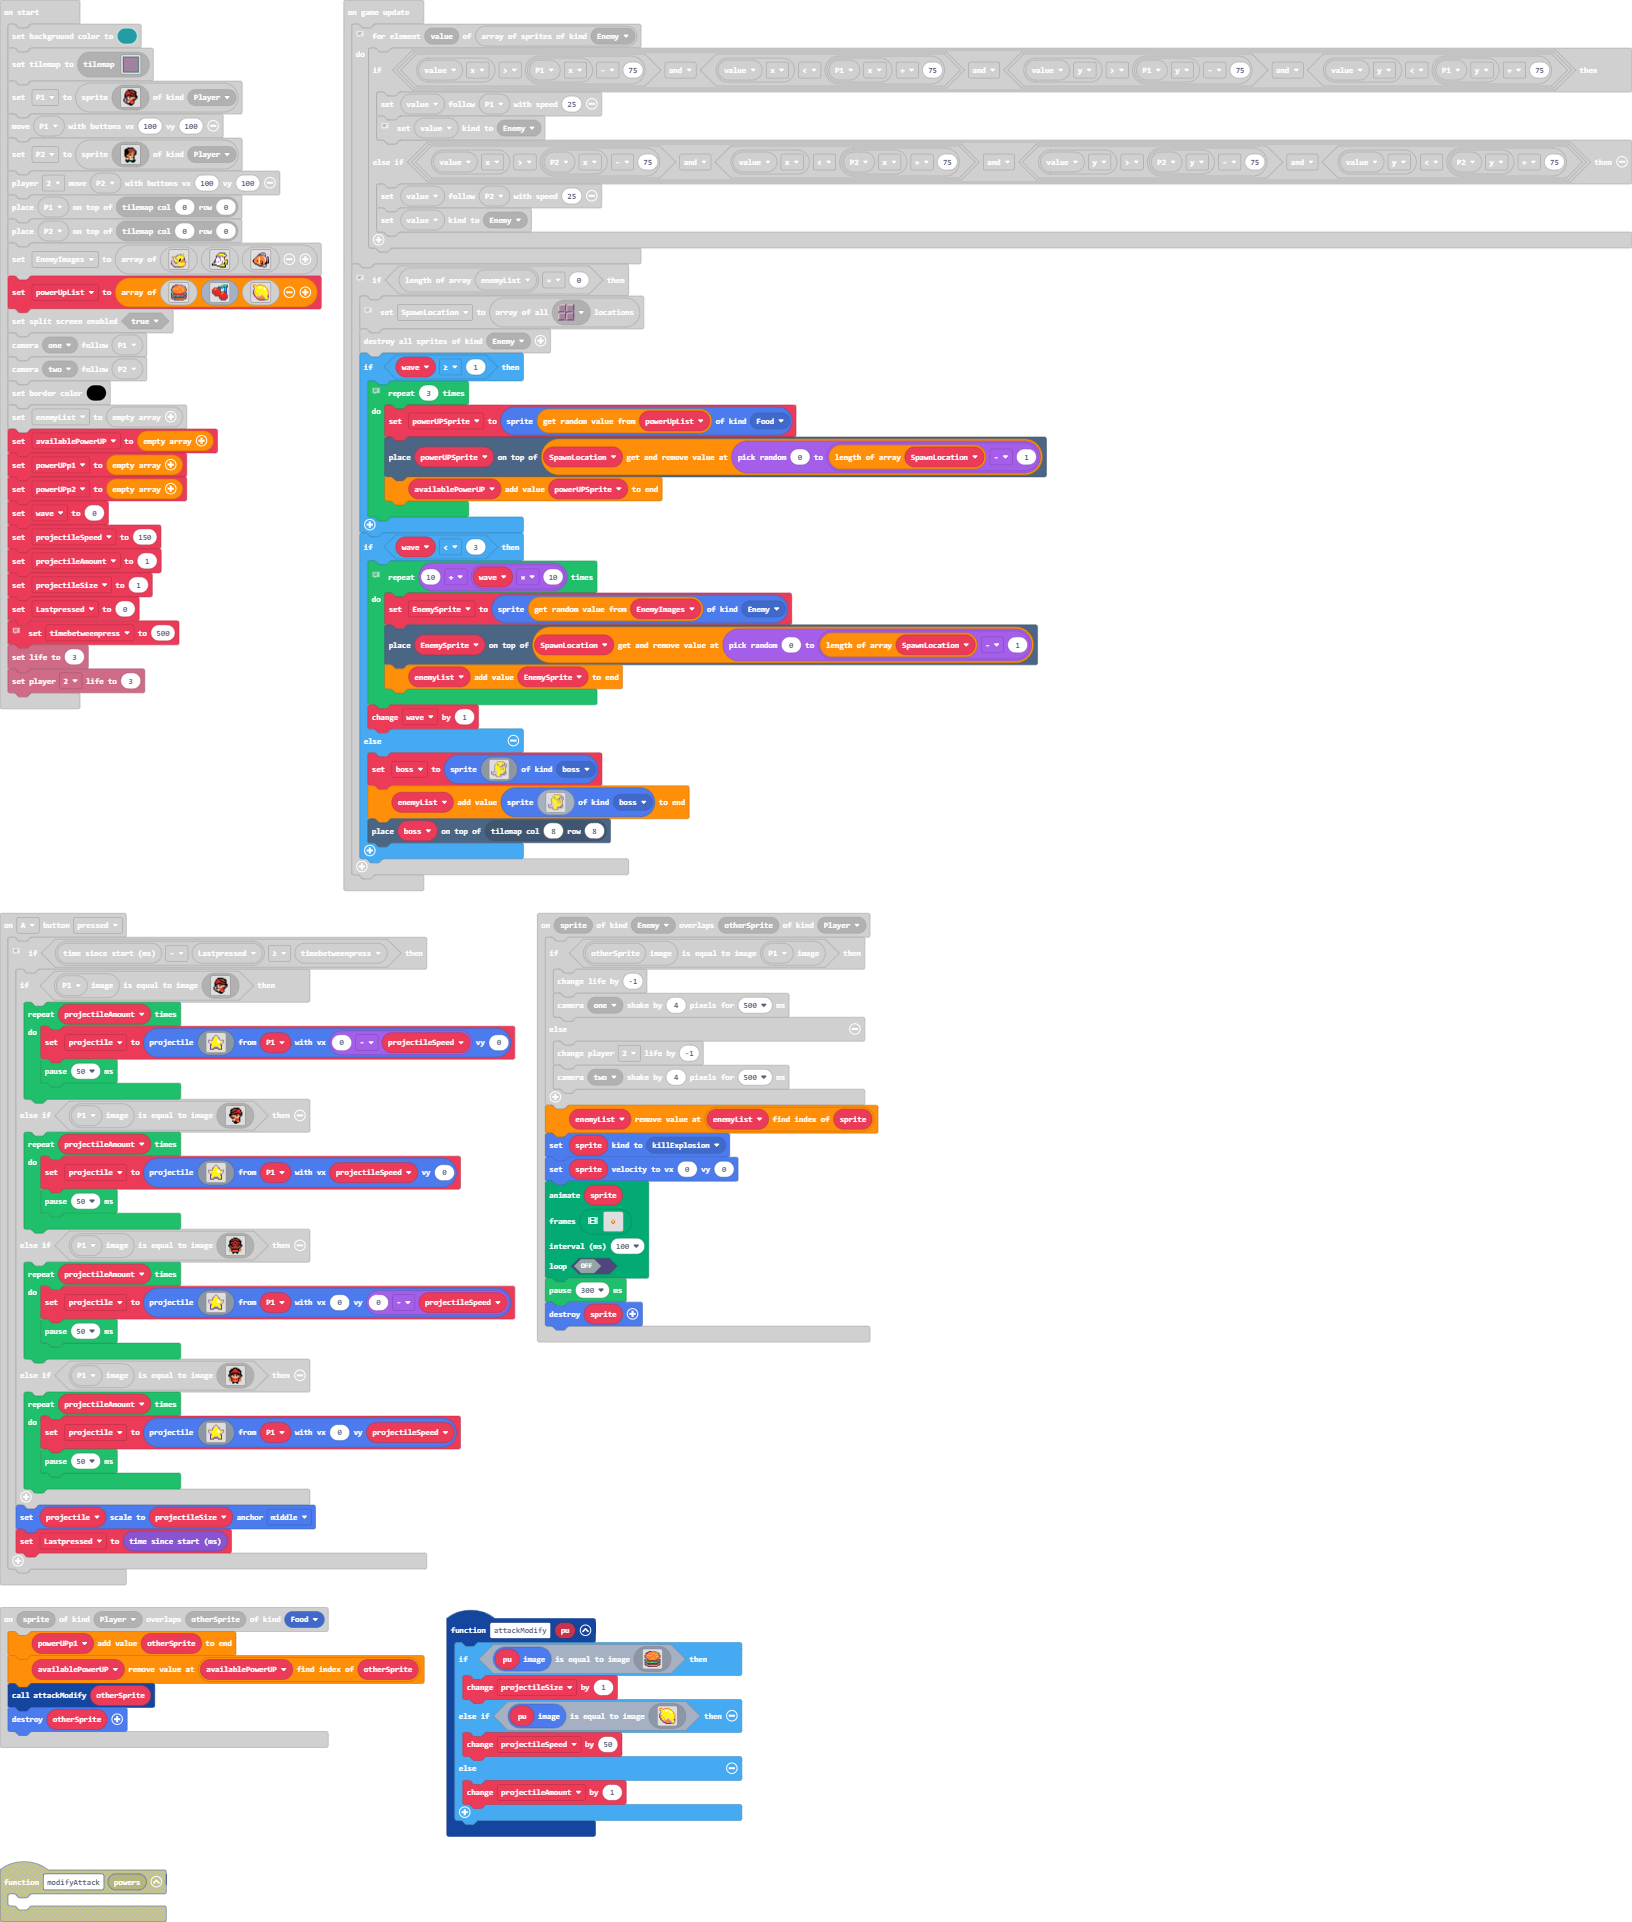 on start
set background color to
set tilemap to tilemap
set P1 to sprite of kind Player
move P1 with buttons vx 100 vy 100
set P2 to sprite of kind Player
player 2 move P2 with buttons vx 100 vy 100
place P1 on top of tilemap col 0 row 0
place P2 on top of tilemap col 0 row 0
set EnemyImages to array of
set powerUpList to array of
set split screen enabled true
camera one follow P1
camera two follow P2
set border color
set enemyList to empty array
set availablePowerUP to empty array
set powerUPp1 to empty array
set powerUPp2 to empty array
set wave to 0
set projectileSpeed to 150
set projectileAmount to 1
set projectileSize to 1
set Lastpressed to 0
set timebetweenpress to 500
set life to 3
set player 2 life to 3
on game update
for element value of array of sprites of kind Enemy
do
if value x > P1 x - 75 and value x < P1 x + 75 and value y > P1 y - 75 and value y < P1 y + 75 then
set value follow P1 with speed 25
set value kind to Enemy
else if value x > P2 x - 75 and value x < P2 x + 75 and value y > P2 y - 75 and value y < P2 y + 75 then
set value follow P2 with speed 25
set value kind to Enemy
if length of array enemyList = 0 then
set SpawnLocation to array of all locations
destroy all sprites of kind Enemy
if wave ≥ 1 then
repeat 3 times
do
set powerUPSprite to sprite get random value from powerUpList of kind Food
place powerUPSprite on top of SpawnLocation get and remove value at pick random 0 to length of array SpawnLocation - 1
availablePowerUP add value powerUPSprite to end
if wave < 3 then
repeat 10 + wave × 10 times
do
set EnemySprite to sprite get random value from EnemyImages of kind Enemy
place EnemySprite on top of SpawnLocation get and remove value at pick random 0 to length of array SpawnLocation - 1
enemyList add value EnemySprite to end
change wave by 1
else
set boss to sprite of kind boss
enemyList add value sprite of kind boss to end
place boss on top of tilemap col 8 row 8
on A button pressed
if time since start (ms) - Lastpressed ≥ timebetweenpress then
if P1 image is equal to image then
repeat projectileAmount times
do
set projectile to projectile from P1 with vx 0 - projectileSpeed vy 0
pause 50 ms
else if P1 image is equal to image then
repeat projectileAmount times
do
set projectile to projectile from P1 with vx projectileSpeed vy 0
pause 50 ms
else if P1 image is equal to image then
repeat projectileAmount times
do
set projectile to projectile from P1 with vx 0 vy 0 - projectileSpeed
pause 50 ms
else if P1 image is equal to image then
repeat projectileAmount times
do
set projectile to projectile from P1 with vx 0 vy projectileSpeed
pause 50 ms
set projectile scale to projectileSize anchor middle
set Lastpressed to time since start (ms)
on sprite of kind Enemy overlaps otherSprite of kind Player
if otherSprite image is equal to image P1 image then
change life by -1
camera one shake by 4 pixels for 500 ms
else
change player 2 life by -1
camera two shake by 4 pixels for 500 ms
enemyList remove value at enemyList find index of sprite
set sprite kind to killExplosion
set sprite velocity to vx 0 vy 0
animate sprite
frames
interval (ms) 100
loop OFF
pause 300 ms
destroy sprite
on sprite of kind Player overlaps otherSprite of kind Food
powerUPp1 add value otherSprite to end
availablePowerUP remove value at availablePowerUP find index of otherSprite
call attackModify otherSprite
destroy otherSprite
function attackModify pu
if pu image is equal to image then
change projectileSize by 1
else if pu image is equal to image then
change projectileSpeed by 50
else
change projectileAmount by 1
function modifyAttack powers